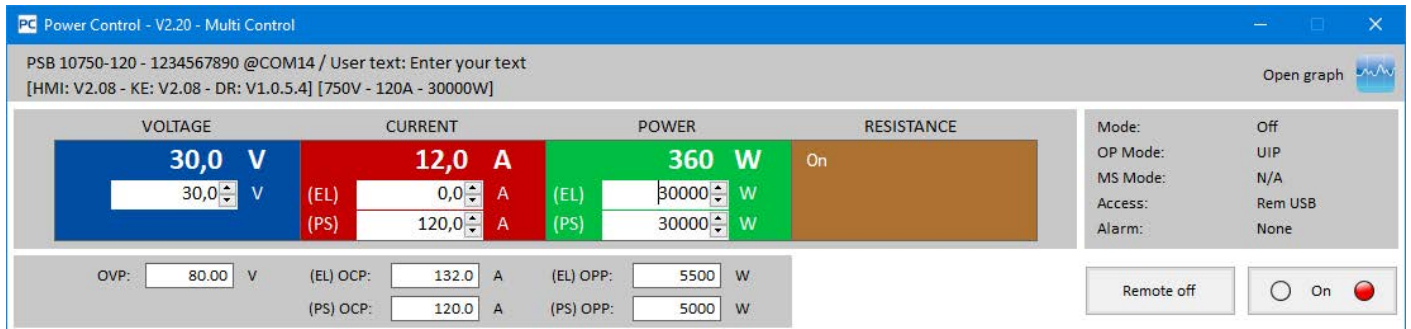 PC Power Control - V2.20 - Multi Control
PSB 10750-120 - 1234567890 @COM14 / User text: Enter your text
[HMI: V2.08 - KE: V2.08 - DR: V1.0.5.4] [750V - 120A - 30000W]
Open graph
VOLTAGE CURRENT POWER RESISTANCE
30,0 V 12,0 A 360 W On
30,0 V (EL) 0,0 A (EL) 30000 W
(PS) 120,0 A (PS) 30000 W
Mode: Off
OP Mode: UIP
MS Mode: N/A
Access: Rem USB
Alarm: None
OVP: 80.00 V (EL) OCP: 132.0 A (EL) OPP: 5500 W
(PS) OCP: 120.0 A (PS) OPP: 5000 W
Remote off On